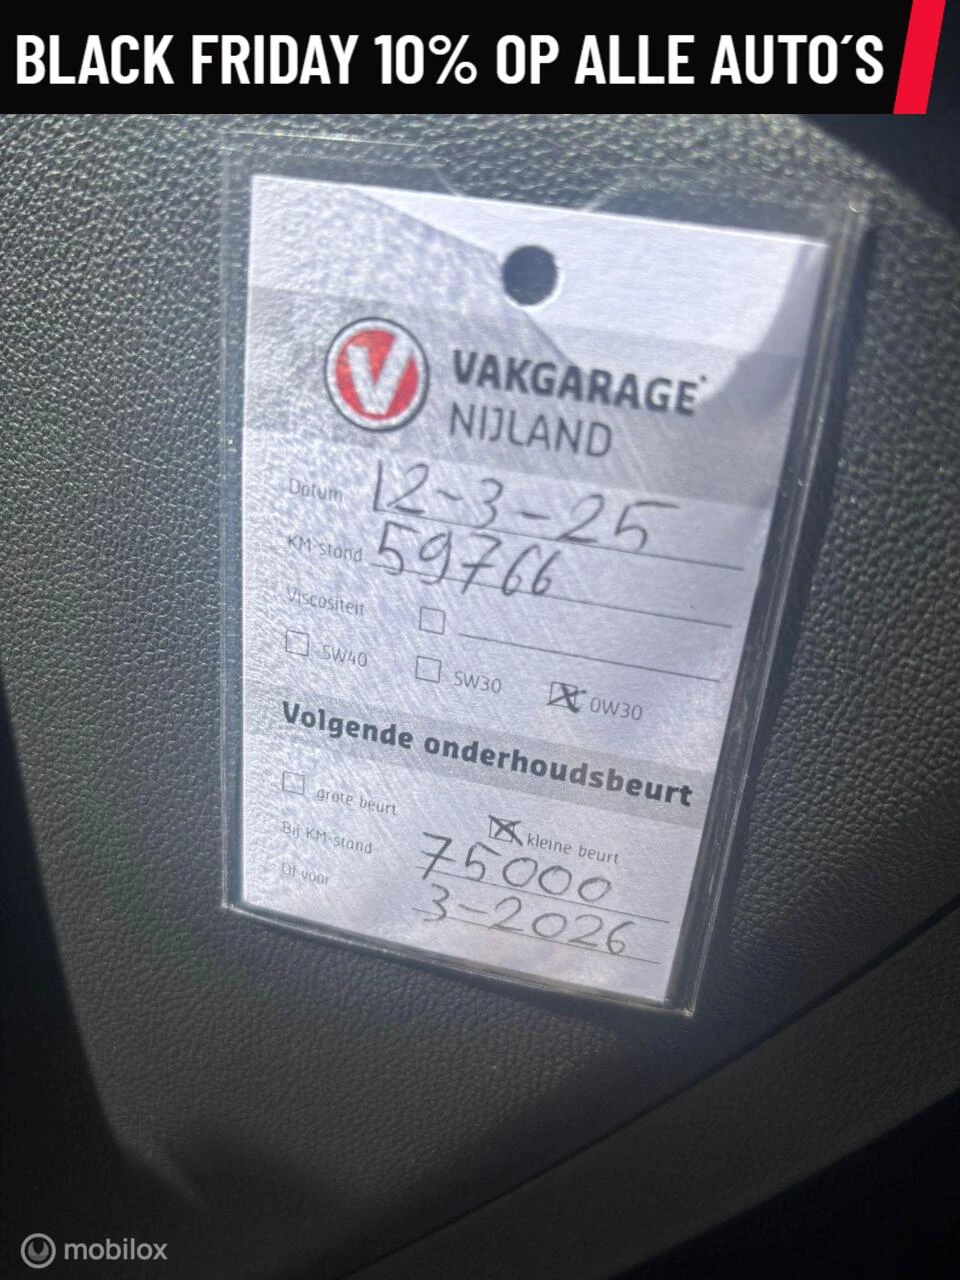 BLACK FRIDAY 10% OP ALLE AUTO´S
VAKGARAGE
NIJLAND
Datum 12-3-25
KM-stand 59766
Viscositeit
5W40 5W30 0W30
Volgende onderhoudsbeurt
grote beurt kleine beurt
Bij KM-stand 75000
Of voor 3-2026
mobilox